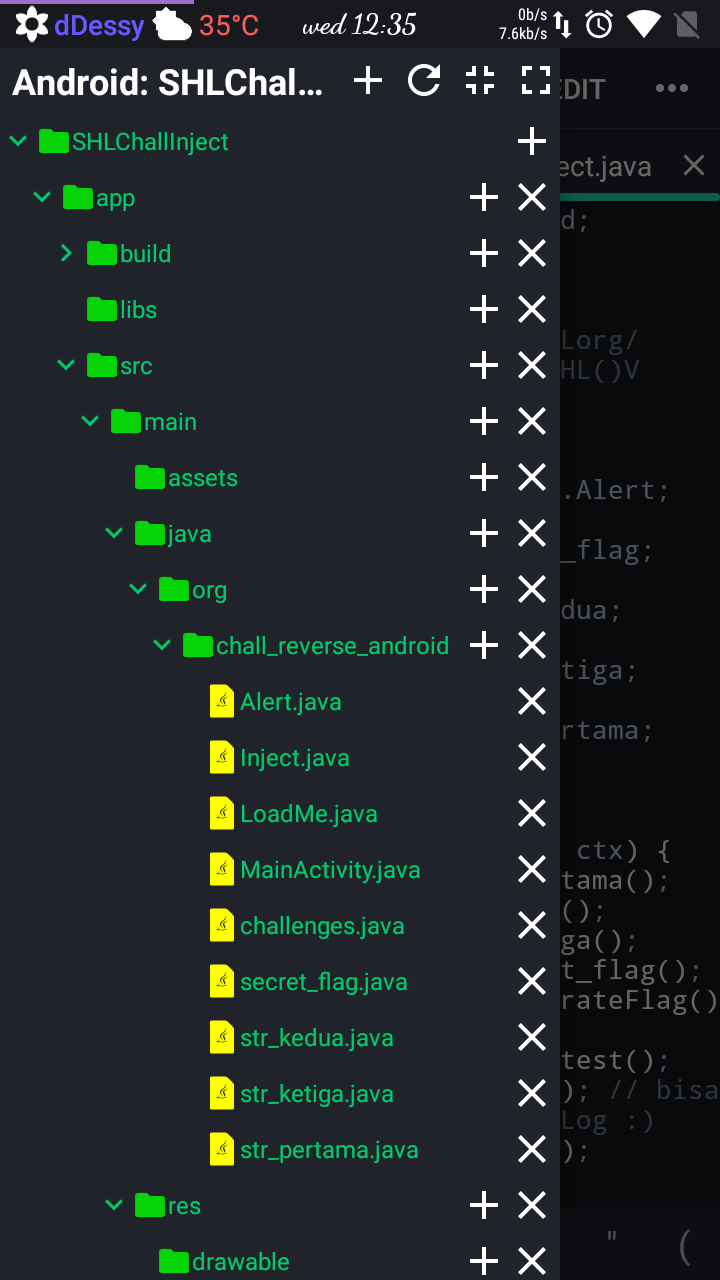 dDessy 35°C wed 12:35 0b/s
7.6kb/s
Android: SHLChal...
EDIT
SHLChallInject
ect.java
app
d;
build
libs
Lorg/
src
HL()V
main
assets
.Alert;
java
_flag;
org
dua;
chall_reverse_android
tiga;
Alert.java
rtama;
Inject.java
LoadMe.java
ctx) {
MainActivity.java
tama();
challenges.java
();
ga();
secret_flag.java
t_flag();
rateFlag()
str_kedua.java
test();
str_ketiga.java
); // bisa
Log :)
str_pertama.java
);
res
" (
drawable